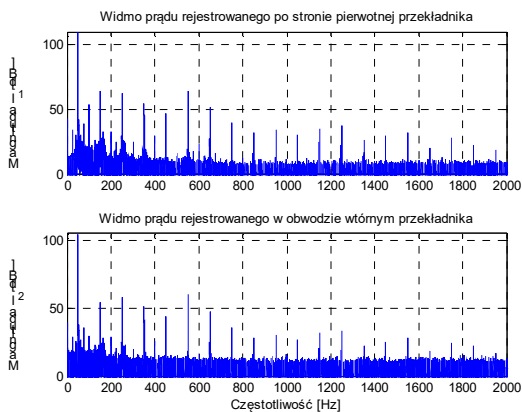 Widmo prądu rejestrowanego po stronie pierwotnej przekładnika
100
50
0
0 200 400 600 800 1000 1200 1400 1600 1800 2000
Widmo prądu rejestrowanego w obwodzie wtórnym przekładnika
100
50
0
0 200 400 600 800 1000 1200 1400 1600 1800 2000
Częstotliwość [Hz]